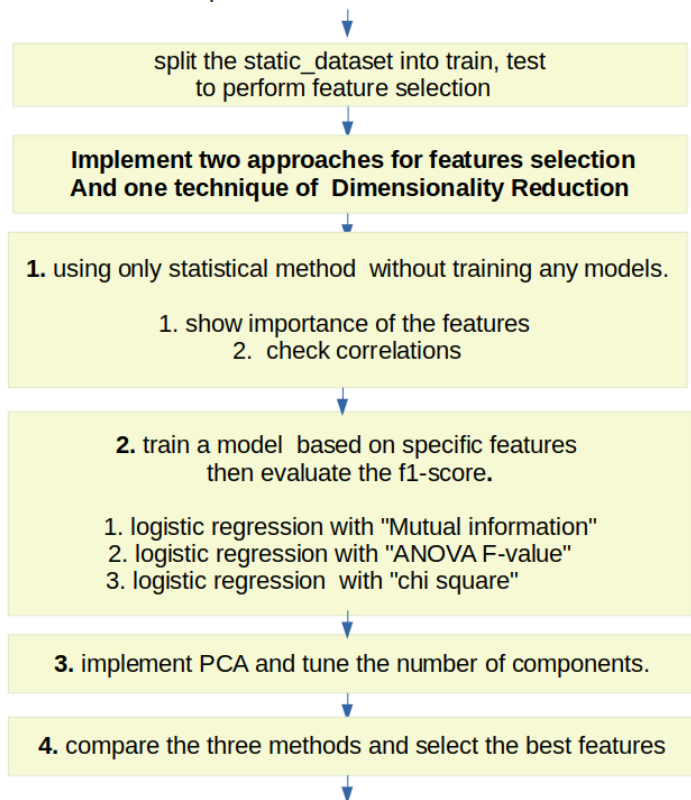 split the static_dataset into train, test
to perform feature selection
Implement two approaches for features selection
And one technique of Dimensionality Reduction
1. using only statistical method without training any models.
1. show importance of the features
2. check correlations
2. train a model based on specific features
then evaluate the f1-score.
1. logistic regression with "Mutual information"
2. logistic regression with "ANOVA F-value"
3. logistic regression with "chi square"
3. implement PCA and tune the number of components.
4. compare the three methods and select the best features